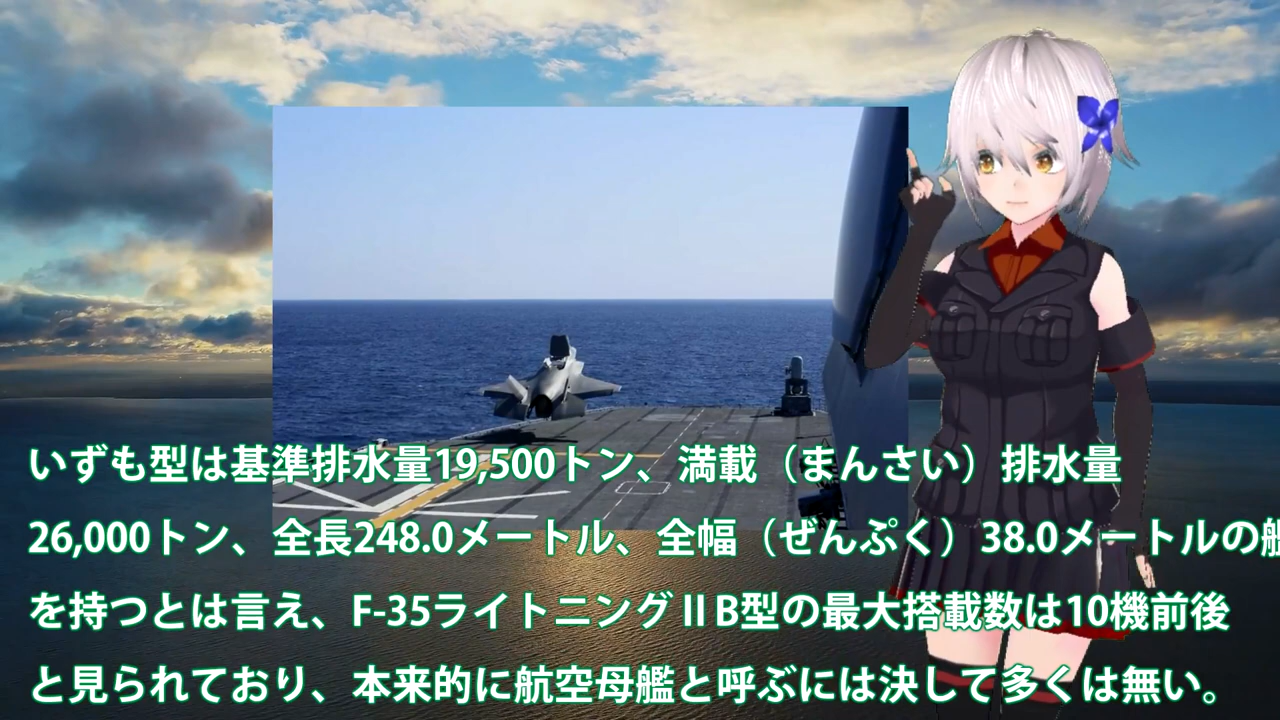 いずも型は基準排水量19,500トン、満載（まんさい）排水量
26,000トン、全長248.0メートル、全幅（ぜんぷく）38.0メートルの
を持つとは言え、F-35ライトニングⅡB型の最大搭載数は10機前後
と見られており、本来的に航空母艦と呼ぶには決して多くは無い。